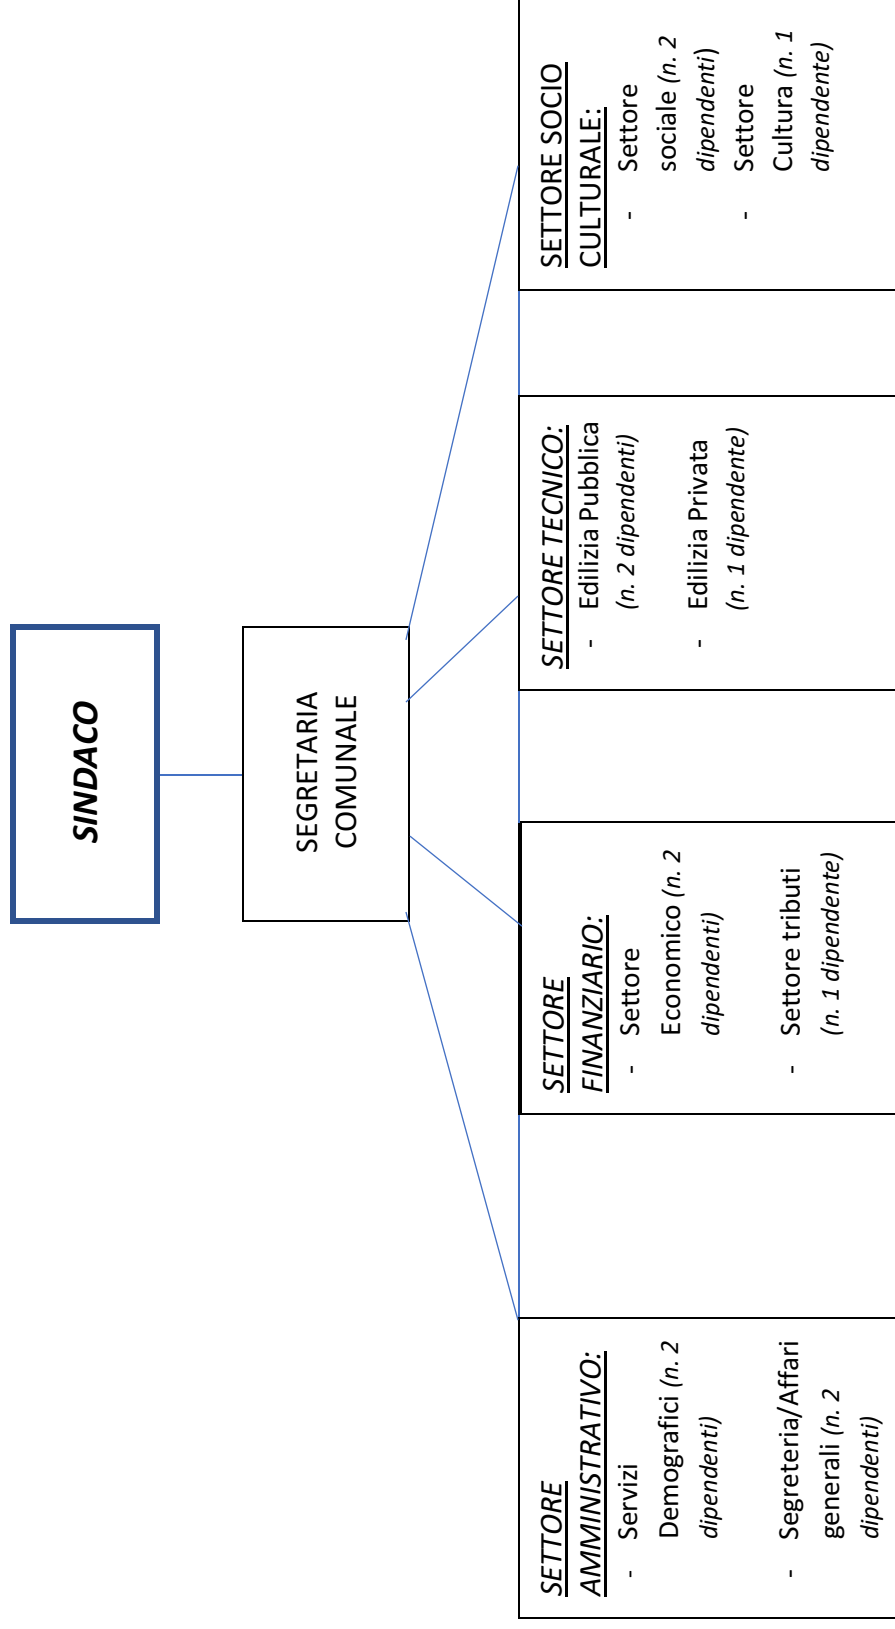 SINDACO
SEGRETARIA
COMUNALE
SETTORE
AMMINISTRATIVO:
- Servizi
Demografici (n. 2
dipendenti)
- Segreteria/Affari
generali (n. 2
dipendenti)
SETTORE
FINANZIARIO:
- Settore
Economico (n. 2
dipendenti)
- Settore tributi
(n. 1 dipendente)
SETTORE TECNICO:
- Edilizia Pubblica
(n. 2 dipendenti)
- Edilizia Privata
(n. 1 dipendente)
SETTORE SOCIO
CULTURALE:
- Settore
sociale (n. 2
dipendenti)
- Settore
Cultura (n. 1
dipendente)